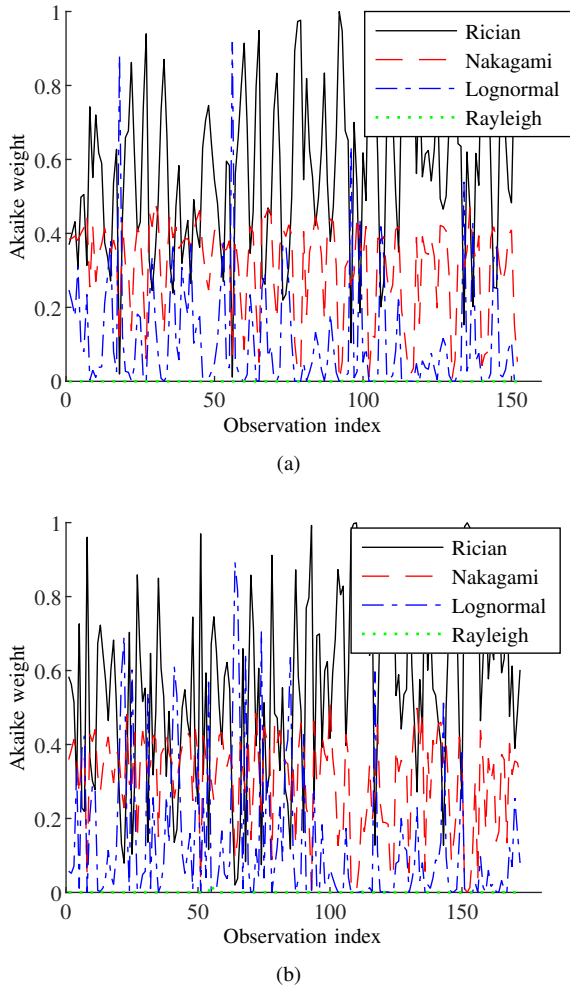 1
0.8
0.6
0.4
0.2
0
Akaike weight
Rician
Nakagami
Lognormal
Rayleigh
0 50 100 150
Observation index
(a)
1
0.8
0.6
0.4
0.2
0
Akaike weight
Rician
Nakagami
Lognormal
Rayleigh
0 50 100 150
Observation index
(b)